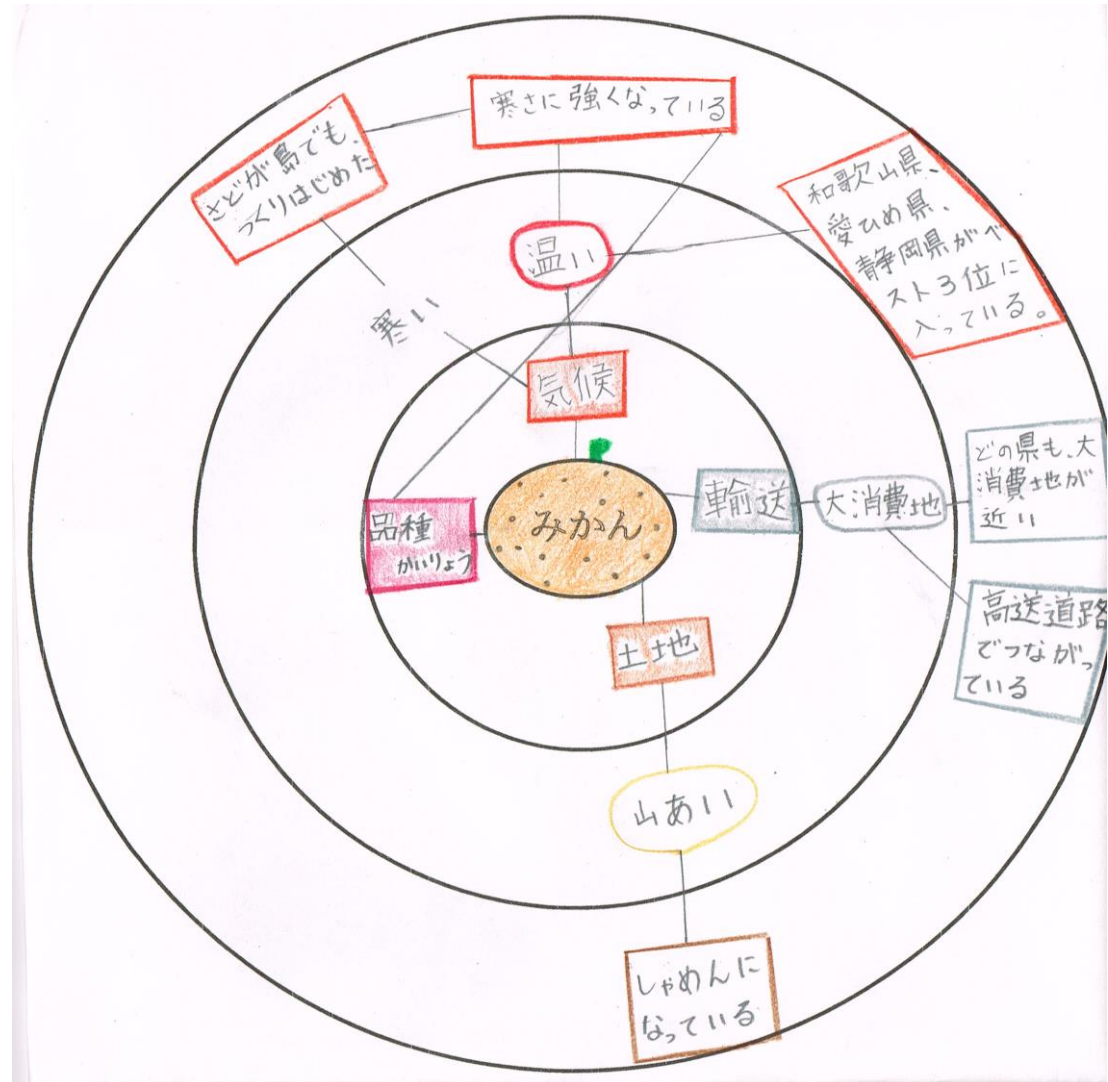 寒さに強くなっている
さどが島でも、
つくりはじめた
和歌山県、
愛ひめ県、
静岡県がベ
スト3位に
入っている。
温い
寒い
気候
みかん
品種
がいりょう
輸送
大消費地
どの県も、大
消費地が
近い
高送道路
でつながっ
ている
土地
山あい
しゃめんに
なっている